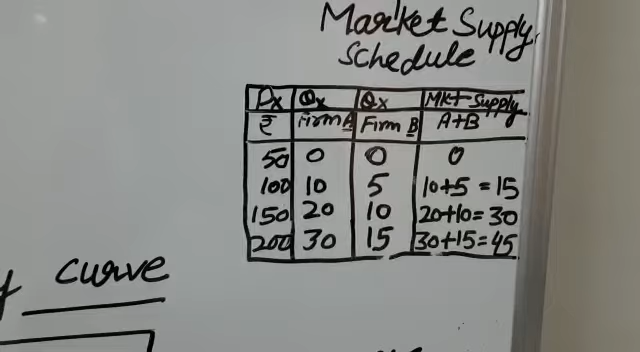 Market Supply
Schedule
Px Qx Qx Mkt Supply
₹ Firm A Firm B A+B
50 0 0 0
100 10 5 10+5 = 15
150 20 10 20+10= 30
200 30 15 30+15=45
curve